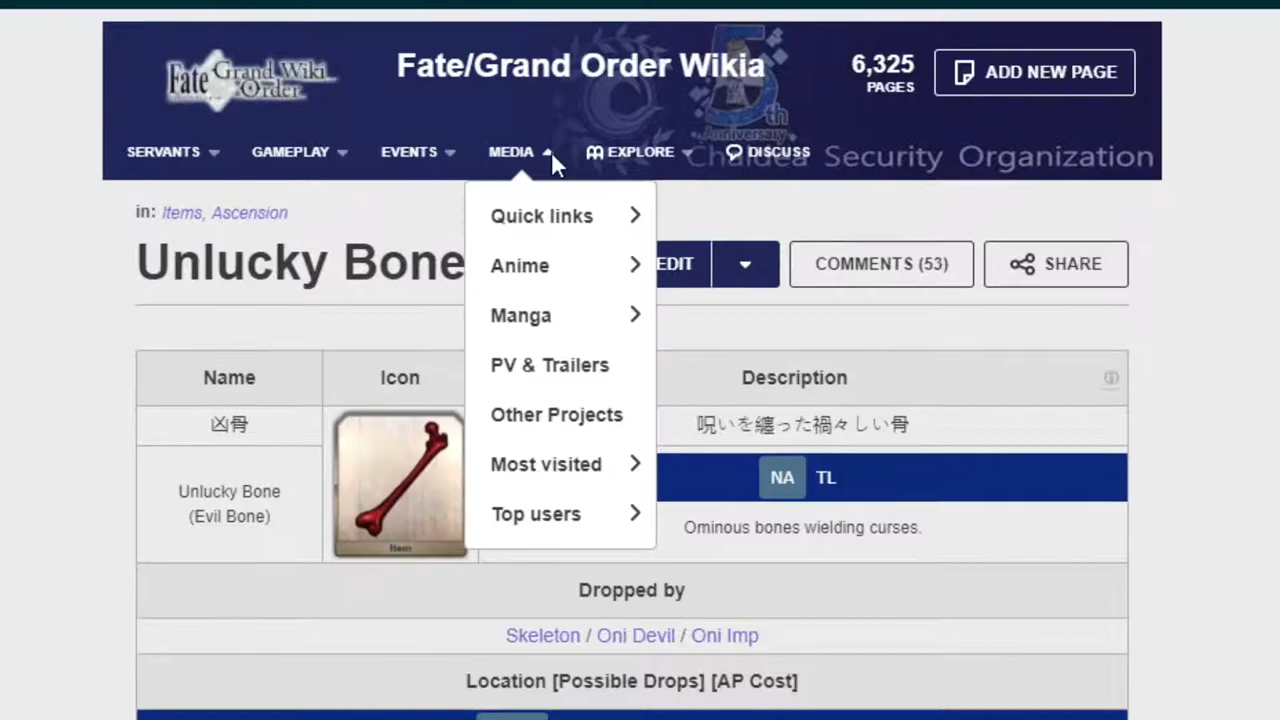 Fate Grand Order Wiki
Fate/Grand Order Wikia
6,325
PAGES
ADD NEW PAGE
5th
Anniversary
SERVANTS
GAMEPLAY
EVENTS
MEDIA
EXPLORE
DISCUSS
Chaldea Security Organization
in: Items, Ascension
Unlucky Bone
EDIT
COMMENTS (53)
SHARE
Quick links
Anime
Manga
PV & Trailers
Other Projects
Most visited
Top users
Name
Icon
Description
凶骨
呪いを纏った禍々しい骨
Unlucky Bone
(Evil Bone)
Item
NA
TL
Ominous bones wielding curses.
Dropped by
Skeleton / Oni Devil / Oni Imp
Location [Possible Drops] [AP Cost]